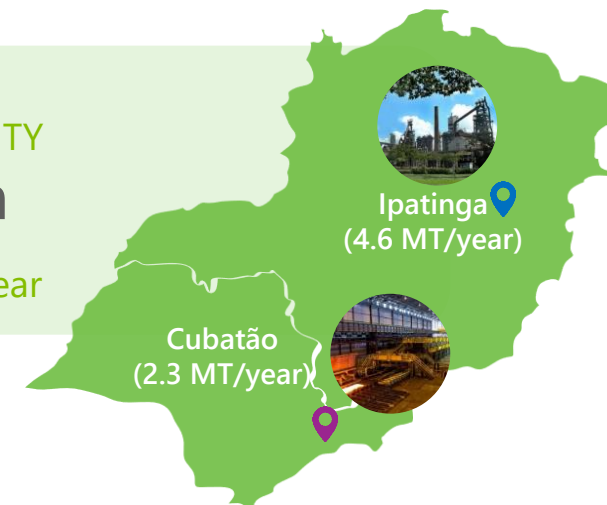 TY
ear
Ipatinga
(4.6 MT/year)
Cubatão
(2.3 MT/year)